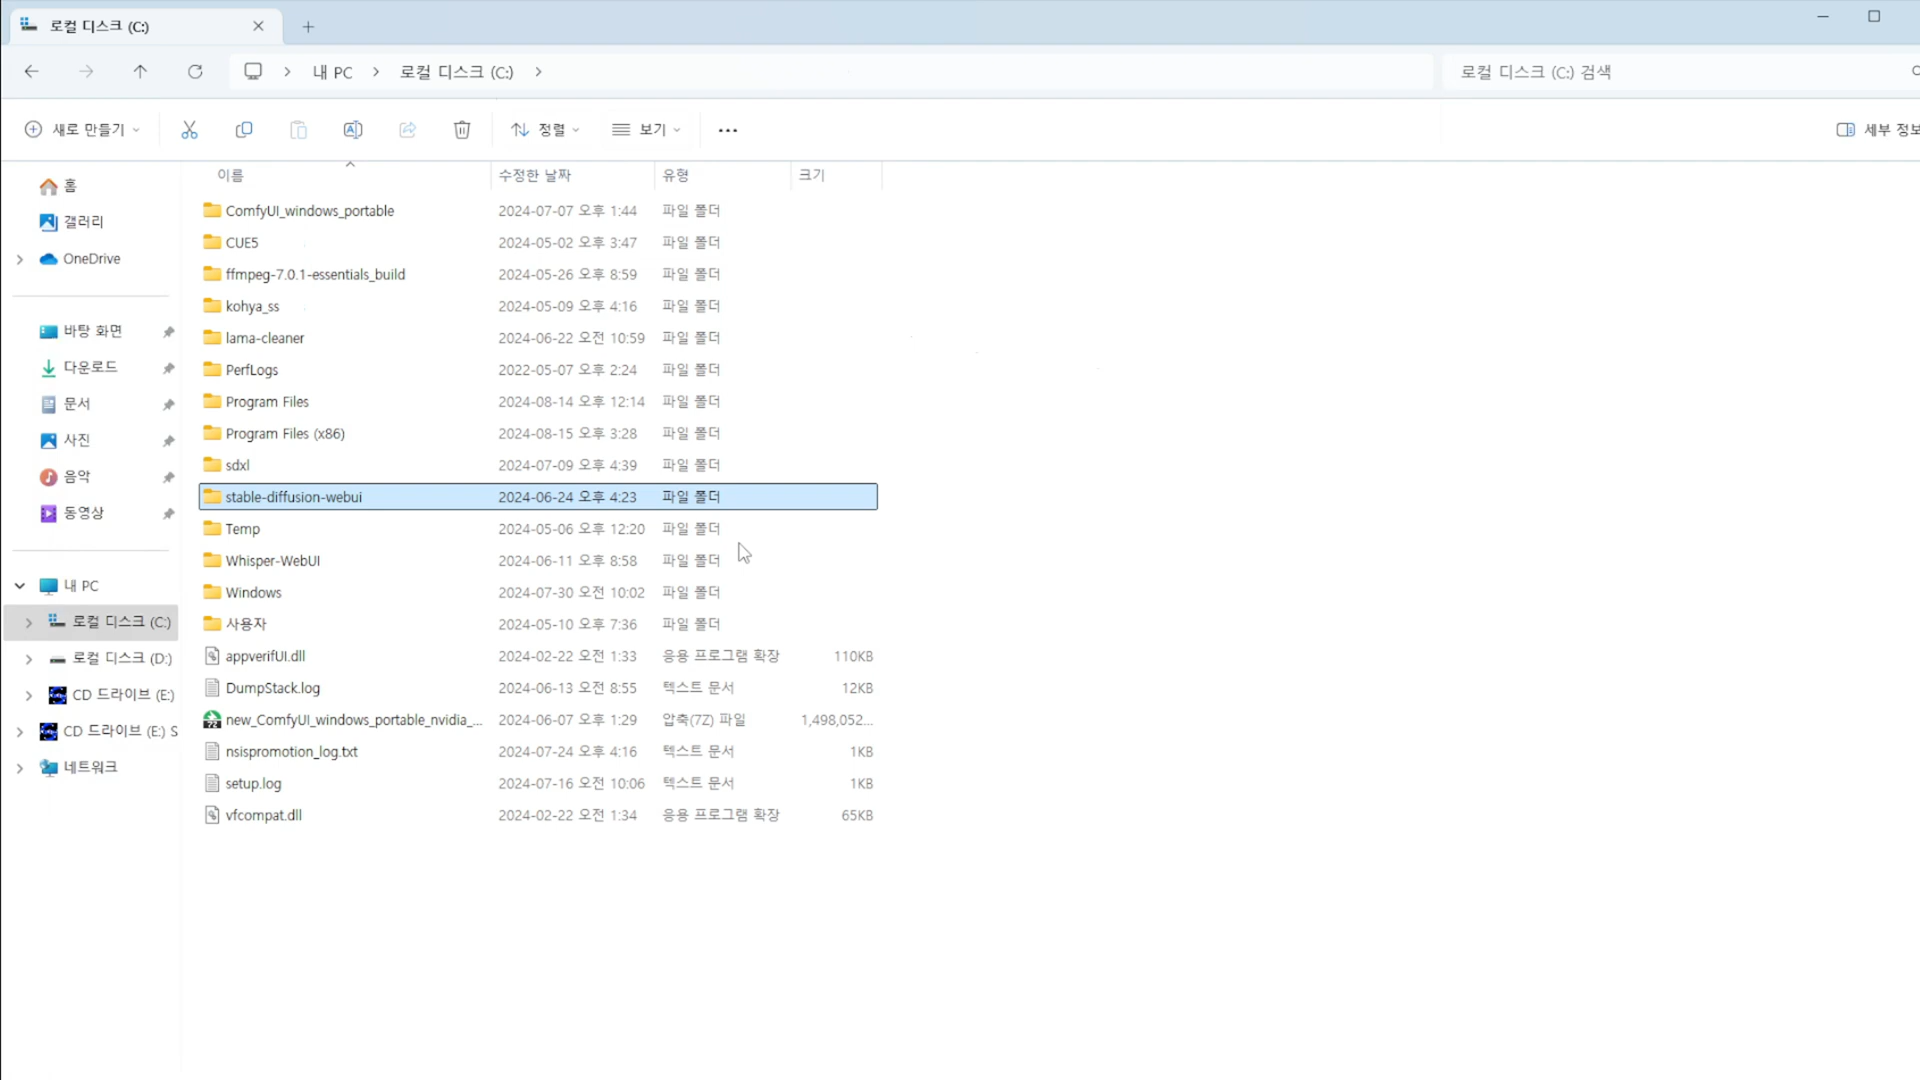 로컬 디스크 (C:)
내 PC
로컬 디스크 (C:)
로컬 디스크 (C:) 검색
새로 만들기
정렬
보기
세부 정보
이름 수정한 날짜 유형 크기
홈
갤러리
OneDrive
바탕 화면
다운로드
문서
사진
음악
동영상
내 PC
로컬 디스크 (C:)
로컬 디스크 (D:)
CD 드라이브 (E:)
CD 드라이브 (E:) S
네트워크
ComfyUI_windows_portable 2024-07-07 오후 1:44 파일 폴더
CUE5 2024-05-02 오후 3:47 파일 폴더
ffmpeg-7.0.1-essentials_build 2024-05-26 오후 8:59 파일 폴더
kohya_ss 2024-05-09 오후 4:16 파일 폴더
lama-cleaner 2024-06-22 오전 10:59 파일 폴더
PerfLogs 2022-05-07 오후 2:24 파일 폴더
Program Files 2024-08-14 오후 12:14 파일 폴더
Program Files (x86) 2024-08-15 오후 3:28 파일 폴더
sdxl 2024-07-09 오후 4:39 파일 폴더
stable-diffusion-webui 2024-06-24 오후 4:23 파일 폴더
Temp 2024-05-06 오후 12:20 파일 폴더
Whisper-WebUI 2024-06-11 오후 8:58 파일 폴더
Windows 2024-07-30 오전 10:02 파일 폴더
사용자 2024-05-10 오후 7:36 파일 폴더
appverifUI.dll 2024-02-22 오전 1:33 응용 프로그램 확장 110KB
DumpStack.log 2024-06-13 오전 8:55 텍스트 문서 12KB
new_ComfyUI_windows_portable_nvidia_... 2024-06-07 오후 1:29 압축(7Z) 파일 1,498,052...
nsispromotion_log.txt 2024-07-24 오후 4:16 텍스트 문서 1KB
setup.log 2024-07-16 오전 10:06 텍스트 문서 1KB
vfcompat.dll 2024-02-22 오전 1:34 응용 프로그램 확장 65KB